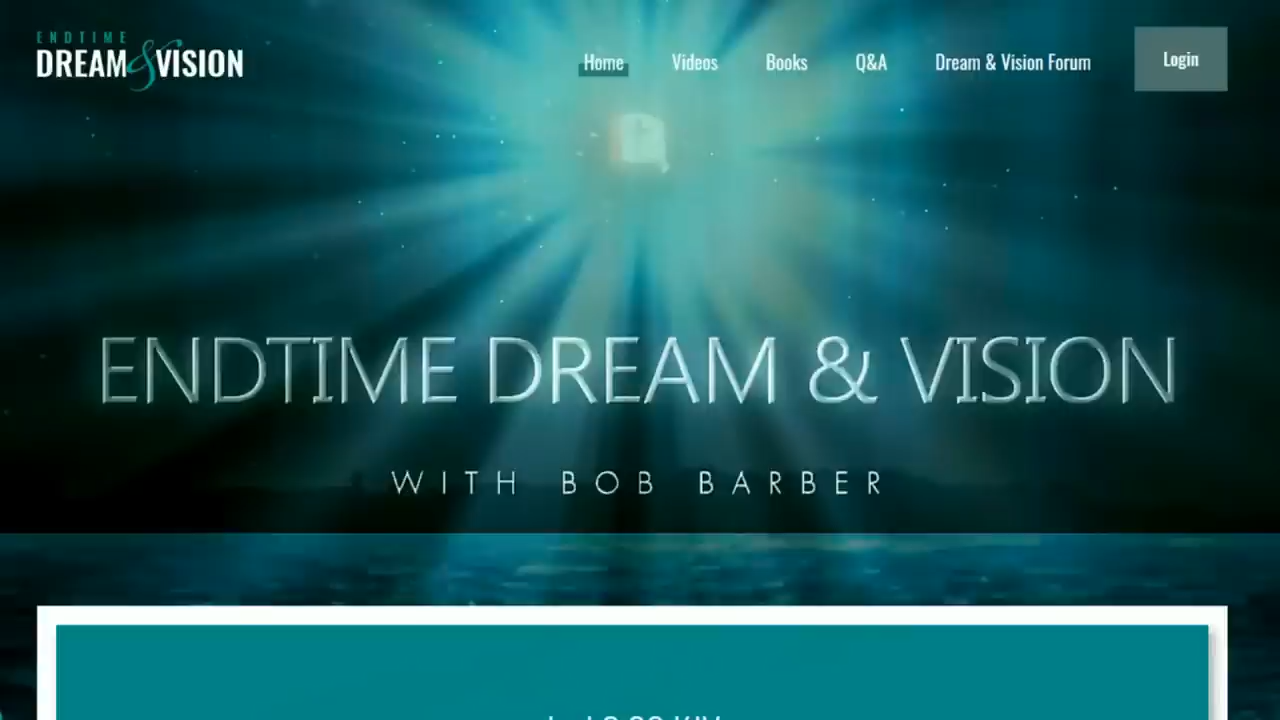 ENDTIME
DREAM & VISION
Home
Videos
Books
Q&A
Dream & Vision Forum
Login
ENDTIME DREAM & VISION
WITH BOB BARBER